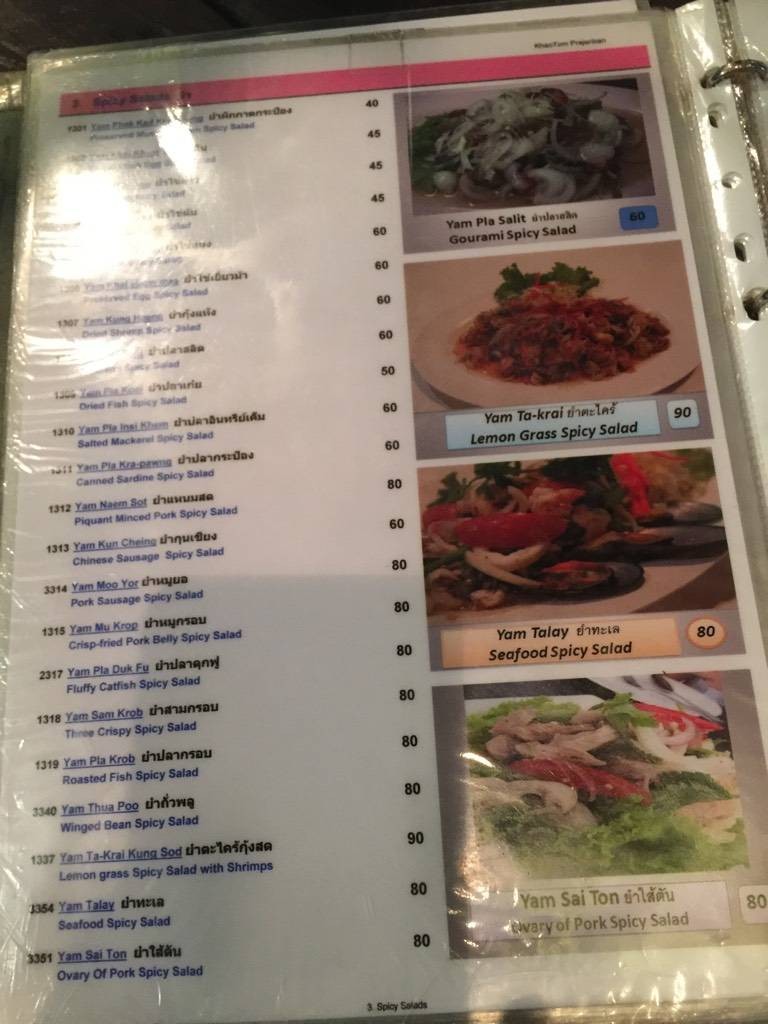 KhaoTom Prajanban
3. Spicy Salads ยำ
1301 Yam Phak Kad ยำผักกาดกระป๋อง 40
Spicy Salad
45
45
45
60
Yam Khai ยำไข่เยี่ยวม้า 60
Preserved Egg Spicy Salad
1307 Yam Kung Haeng ยำกุ้งแห้ง 60
Dried Shrimp Spicy Salad
ยำปลาสลิด 60
Spicy Salad
Yam Pla ยำปลาเก๋ย 50
Dried Fish Spicy Salad
1310 Yam Pla Insi Khem ยำปลาอินทรีย์เค็ม 60
Salted Mackerel Spicy Salad
1311 Yam Pla Kra-pawng ยำปลากระป๋อง 60
Canned Sardine Spicy Salad
1312 Yam Naem Sot ยำแหนมสด 80
Piquant Minced Pork Spicy Salad
1313 Yam Kun Cheing ยำกุนเชียง 60
Chinese Sausage Spicy Salad
3314 Yam Moo Yor ยำหมูยอ 80
Pork Sausage Spicy Salad
1315 Yam Mu Krop ยำหมูกรอบ 80
Crisp-fried Pork Belly Spicy Salad
2317 Yam Pla Duk Fu ยำปลาดุกฟู 80
Fluffy Catfish Spicy Salad
1318 Yam Sam Krob ยำสามกรอบ 80
Three Crispy Spicy Salad
1319 Yam Pla Krob ยำปลากรอบ 80
Roasted Fish Spicy Salad
3340 Yam Thua Poo ยำถั่วพลู 80
Winged Bean Spicy Salad
1337 Yam Ta-Krai Kung Sod ยำตะไคร้กุ้งสด 90
Lemon grass Spicy Salad with Shrimps
3354 Yam Talay ยำทะเล 80
Seafood Spicy Salad
3351 Yam Sai Ton ยำไส้ตัน 80
Ovary Of Pork Spicy Salad
Yam Pla Salit ยำปลาสลิด 60
Gourami Spicy Salad
Yam Ta-krai ยำตะไคร้ 90
Lemon Grass Spicy Salad
Yam Talay ยำทะเล 80
Seafood Spicy Salad
Yam Sai Ton ยำไส้ตัน 80
Ovary of Pork Spicy Salad
3. Spicy Salads